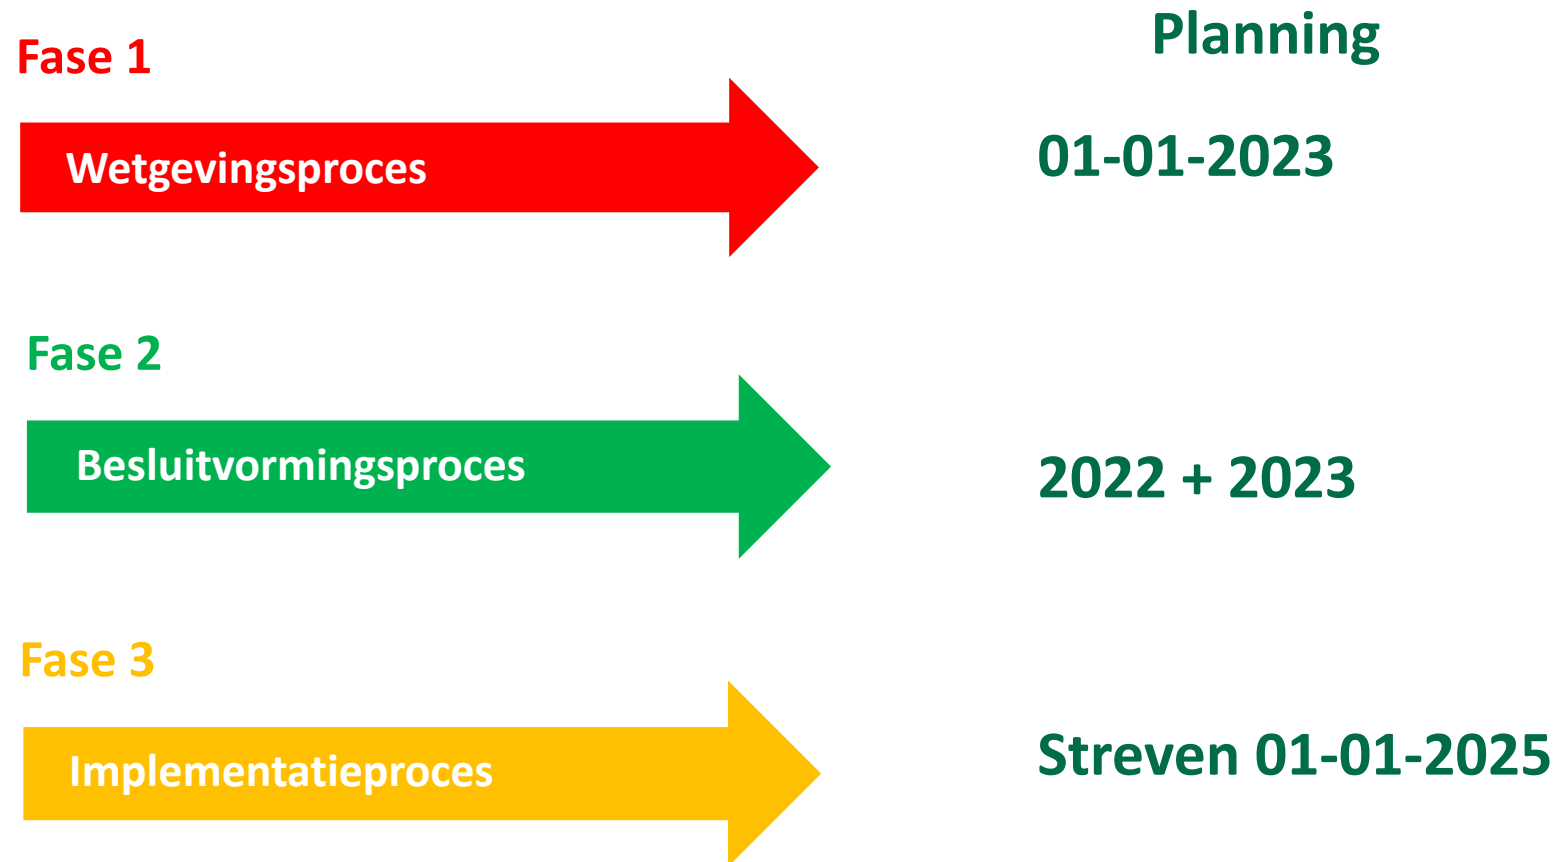 Planning
Fase 1
Wetgevingsproces
01-01-2023
Fase 2
Besluitvormingsproces
2022 + 2023
Fase 3
Implementatieproces
Streven 01-01-2025